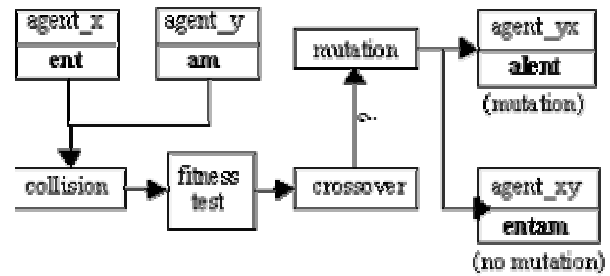 agent_x
ent
agent_y
am
mutation
agent_yx
alent
(mutation)
?
collision
fitness
test
crossover
agent_xy
entam
(no mutation)